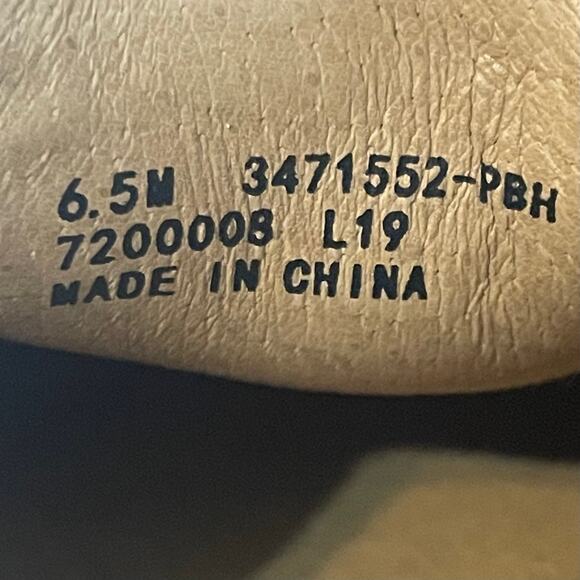 6.5M 3471552-PBH
7200008 L19
MADE IN CHINA